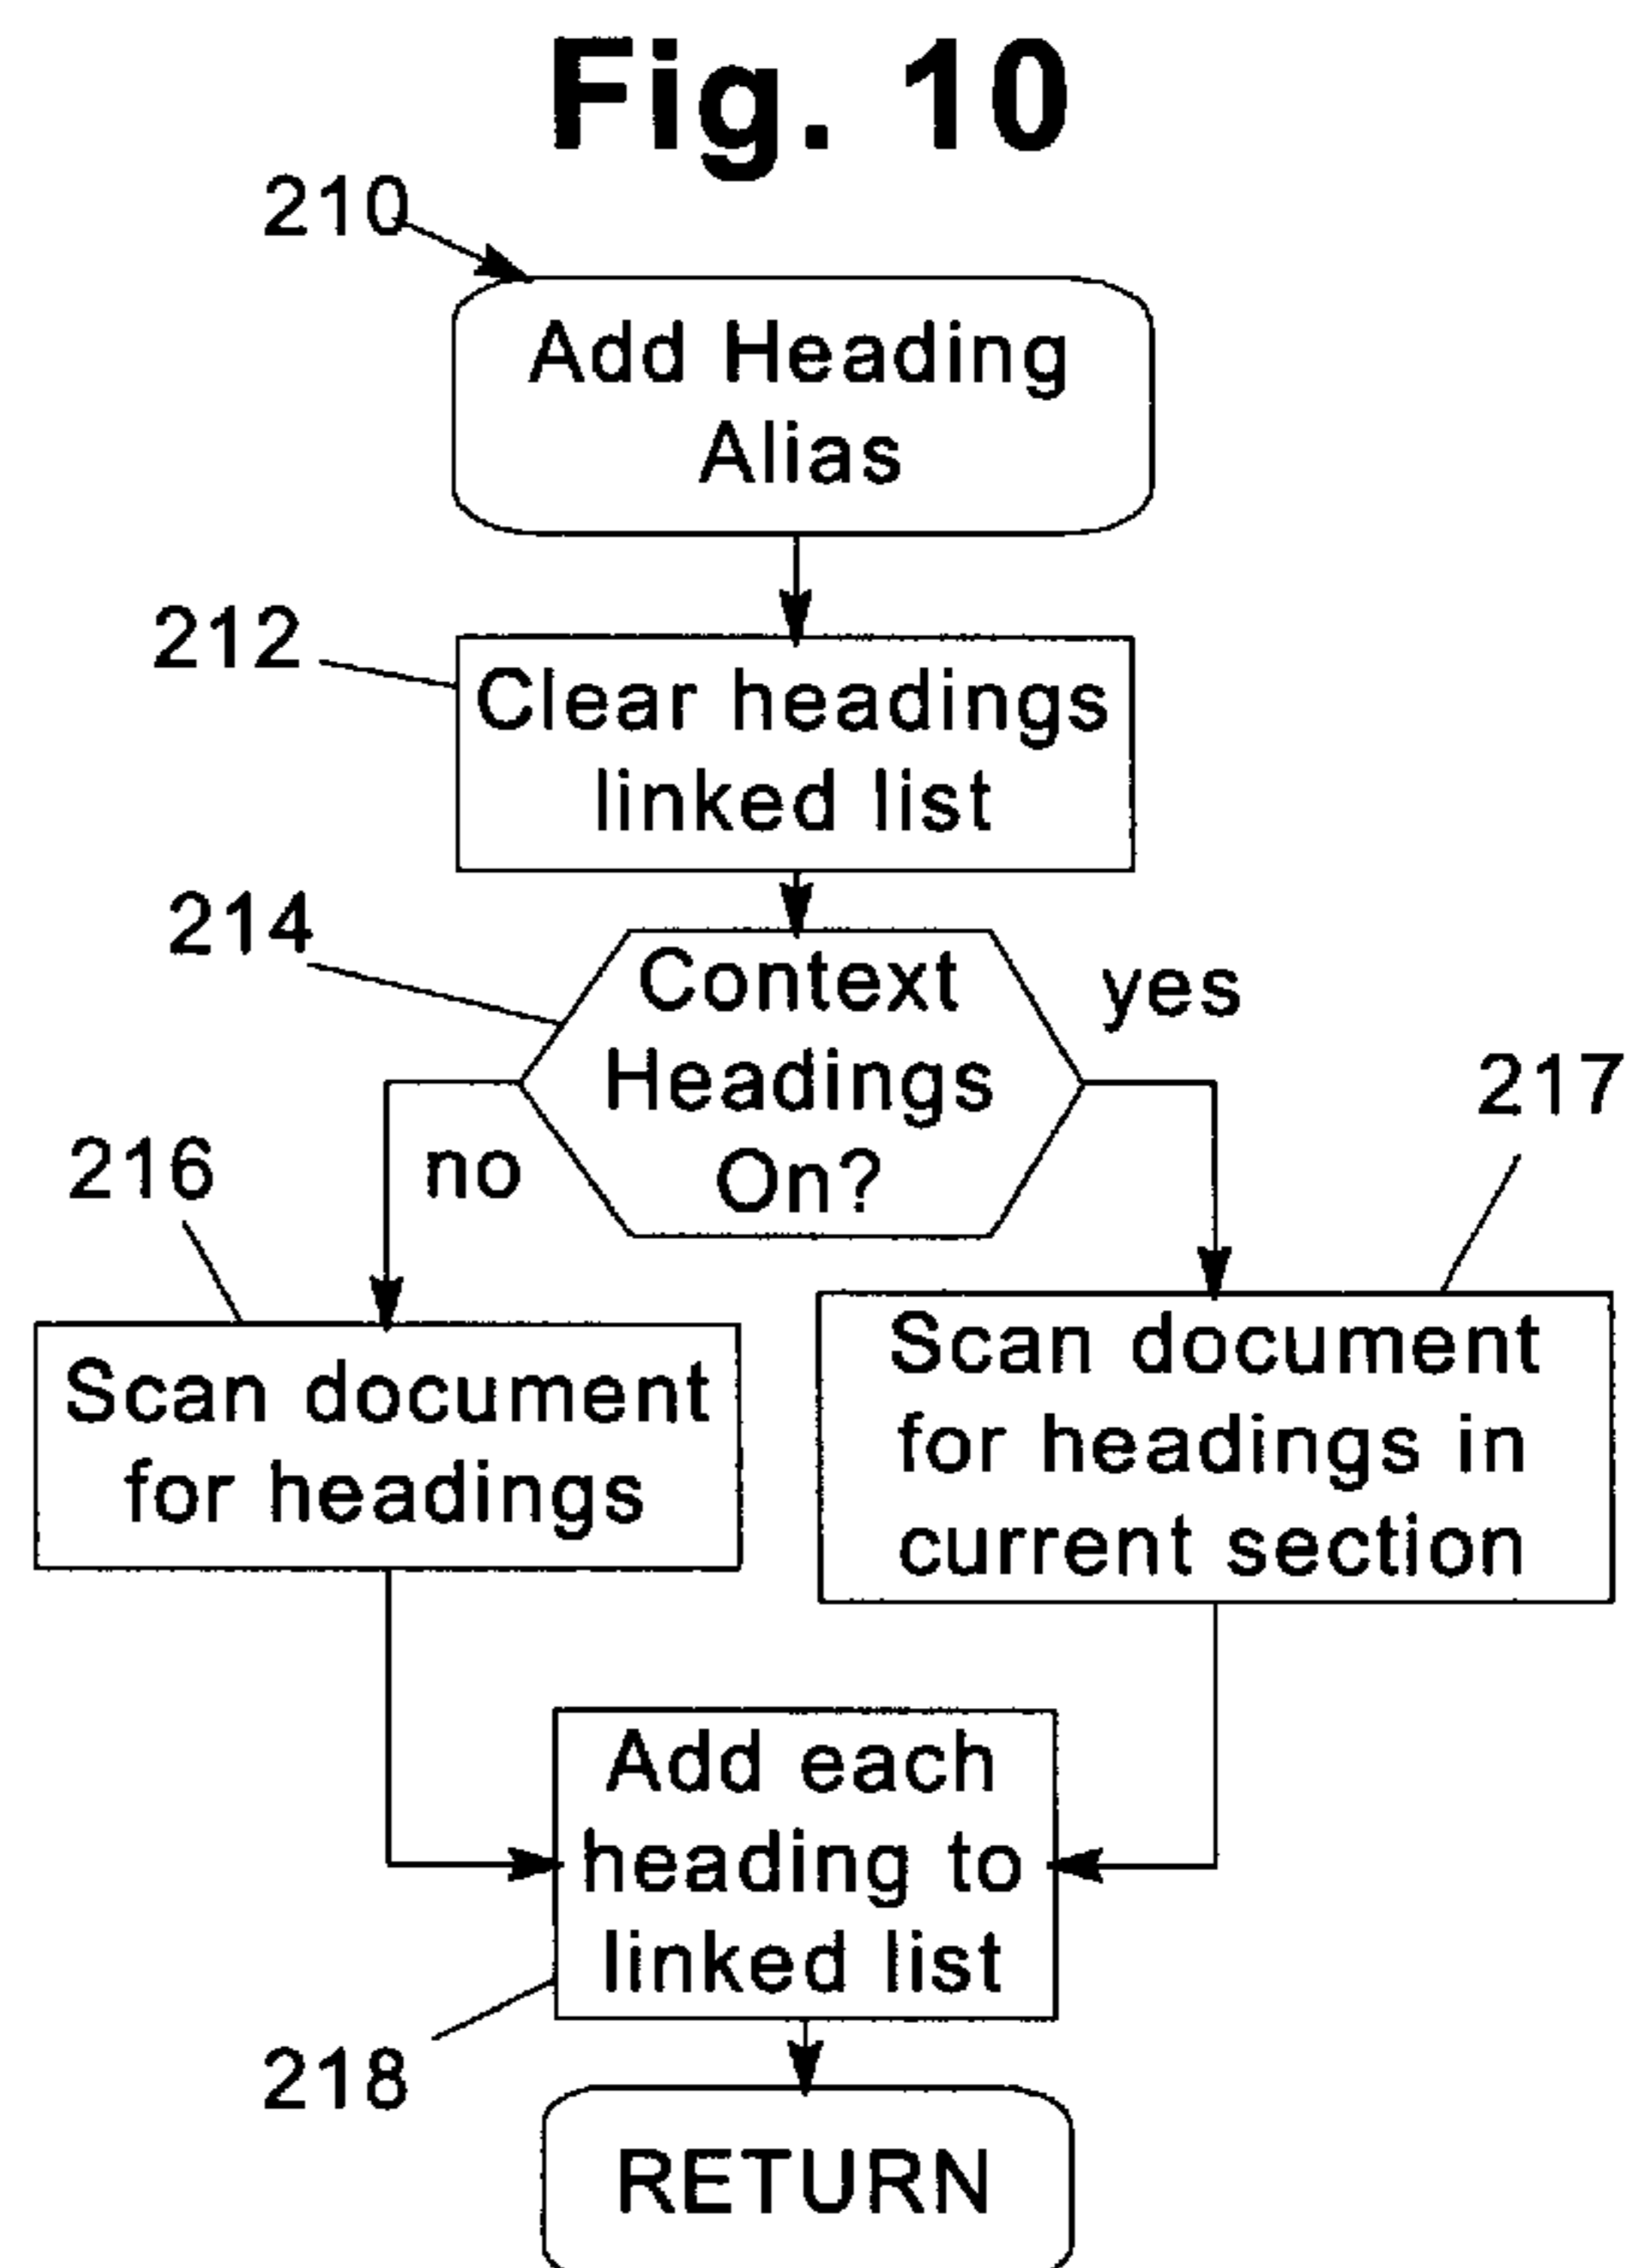 Fig. 10
210
Add Heading
Alias
212
Clear headings
linked list
214
Context
Headings
On?
yes
no
217
216
Scan document
for headings
Scan document
for headings in
current section
Add each
heading to
linked list
218
RETURN